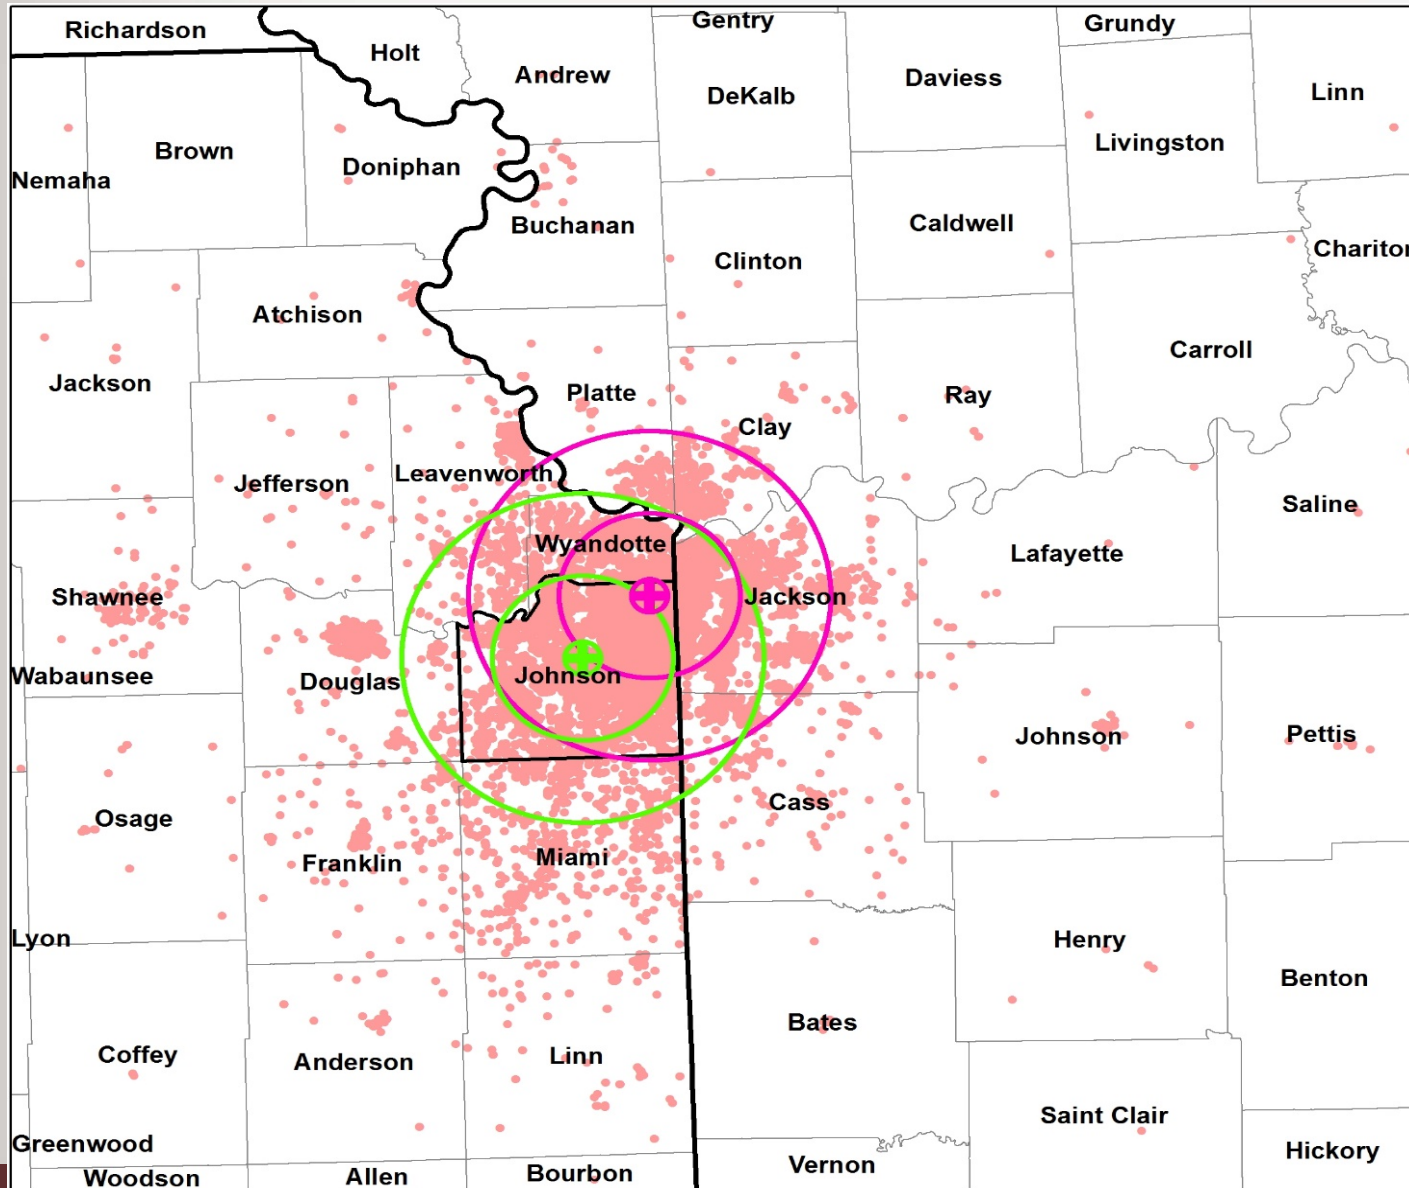 Richardson
Holt
Gentry
Grundy
Andrew
DeKalb
Daviess
Linn
Livingston
Brown
Doniphan
Nemaha
Buchanan
Caldwell
Chariton
Clinton
Atchison
Carroll
Jackson
Platte
Ray
Clay
Leavenworth
Jefferson
Saline
Wyandotte
Lafayette
Shawnee
Jackson
Wabaunsee
Douglas
Johnson
Johnson
Pettis
Osage
Cass
Franklin
Miami
Lyon
Henry
Benton
Bates
Coffey
Anderson
Linn
Saint Clair
Greenwood
Hickory
Woodson
Allen
Bourbon
Vernon